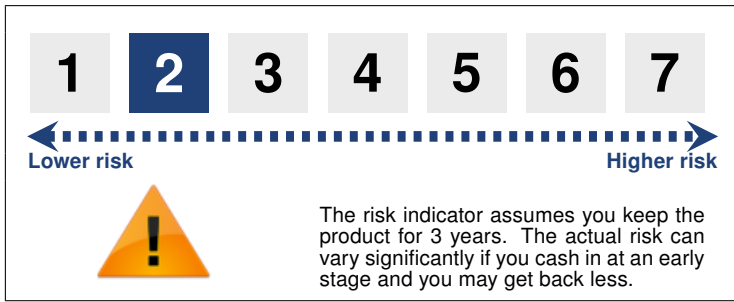 1 2 3 4 5 6 7
Lower risk Higher risk
!
The risk indicator assumes you keep the
product for 3 years. The actual risk can
vary significantly if you cash in at an early
stage and you may get back less.